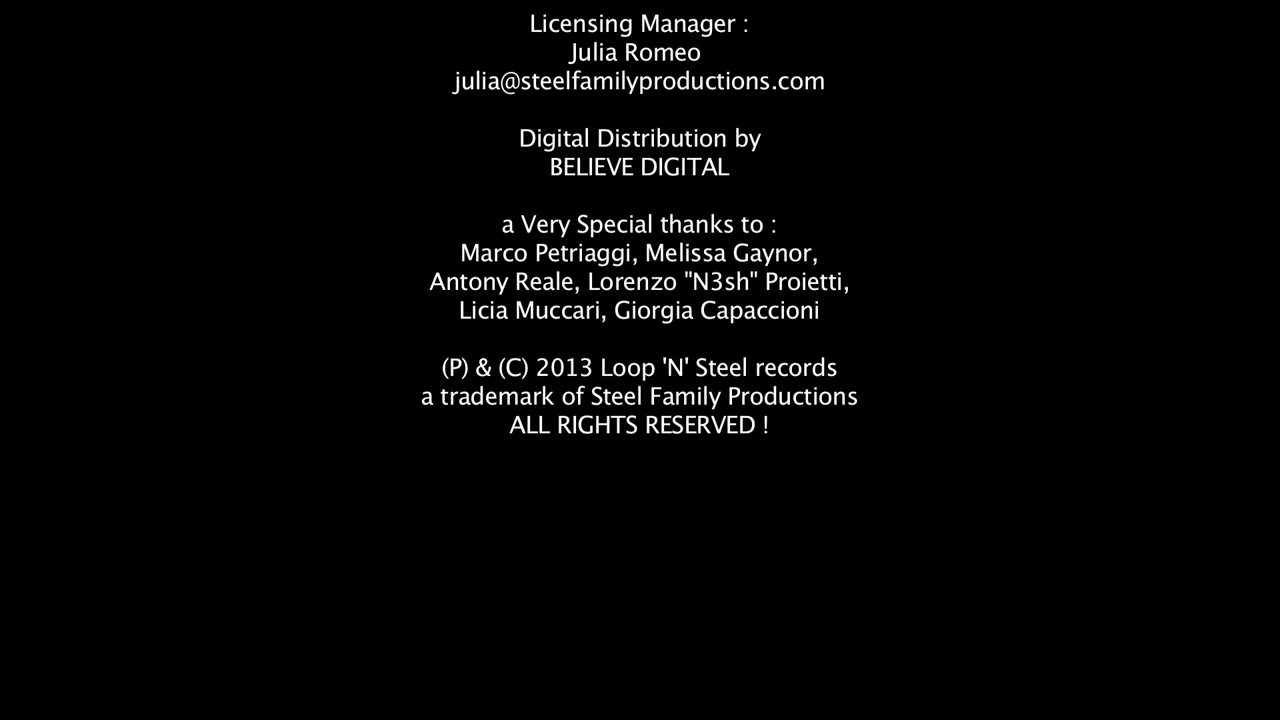 Licensing Manager :
Julia Romeo
julia@steelfamilyproductions.com
Digital Distribution by
BELIEVE DIGITAL
a Very Special thanks to :
Marco Petriaggi, Melissa Gaynor,
Antony Reale, Lorenzo "N3sh" Proietti,
Licia Muccari, Giorgia Capaccioni
(P) & (C) 2013 Loop 'N' Steel records
a trademark of Steel Family Productions
ALL RIGHTS RESERVED !